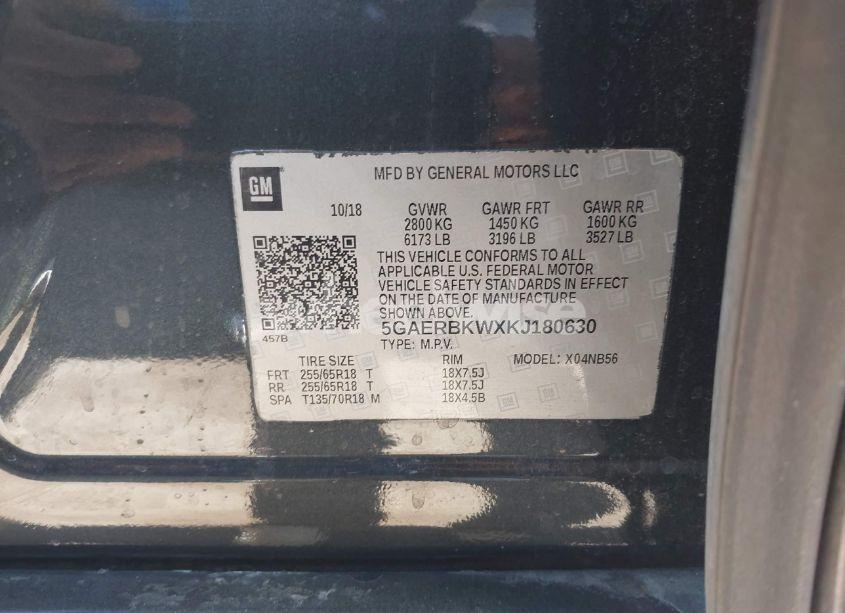 GM
MFD BY GENERAL MOTORS LLC
10/18 GVWR GAWR FRT GAWR RR
2800 KG 1450 KG 1600 KG
6173 LB 3196 LB 3527 LB
THIS VEHICLE CONFORMS TO ALL
APPLICABLE U.S. FEDERAL MOTOR
VEHICLE SAFETY STANDARDS IN EFFECT
ON THE DATE OF MANUFACTURE
SHOWN ABOVE.
5GAERBKWXKJ180630
457B
TYPE: M.P.V. MODEL: X04NB56
TIRE SIZE RIM
FRT 255/65R18 T 18X7.5J
RR 255/65R18 T 18X7.5J
SPA T135/70R18 M 18X4.5B